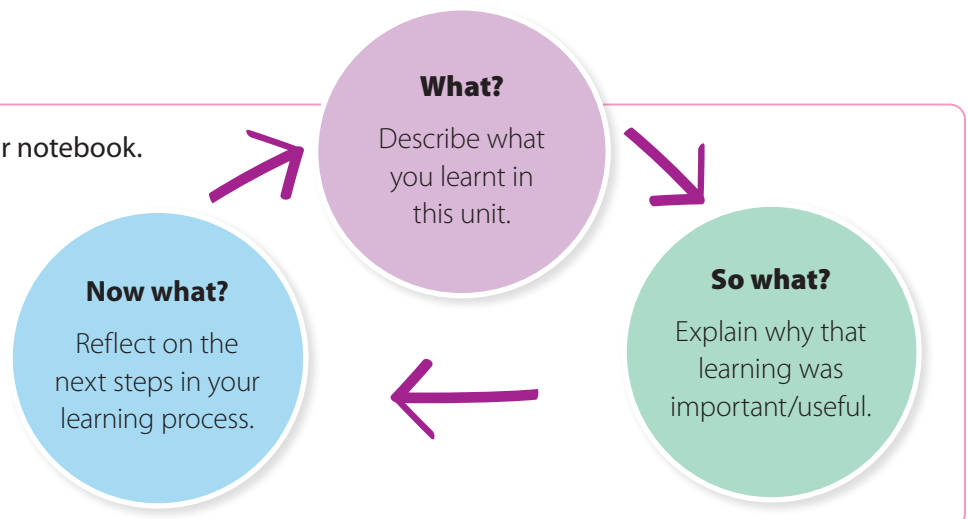 r notebook.
What?
Describe what
you learnt in
this unit.
So what?
Explain why that
learning was
important/useful.
Now what?
Reflect on the
next steps in your
learning process.